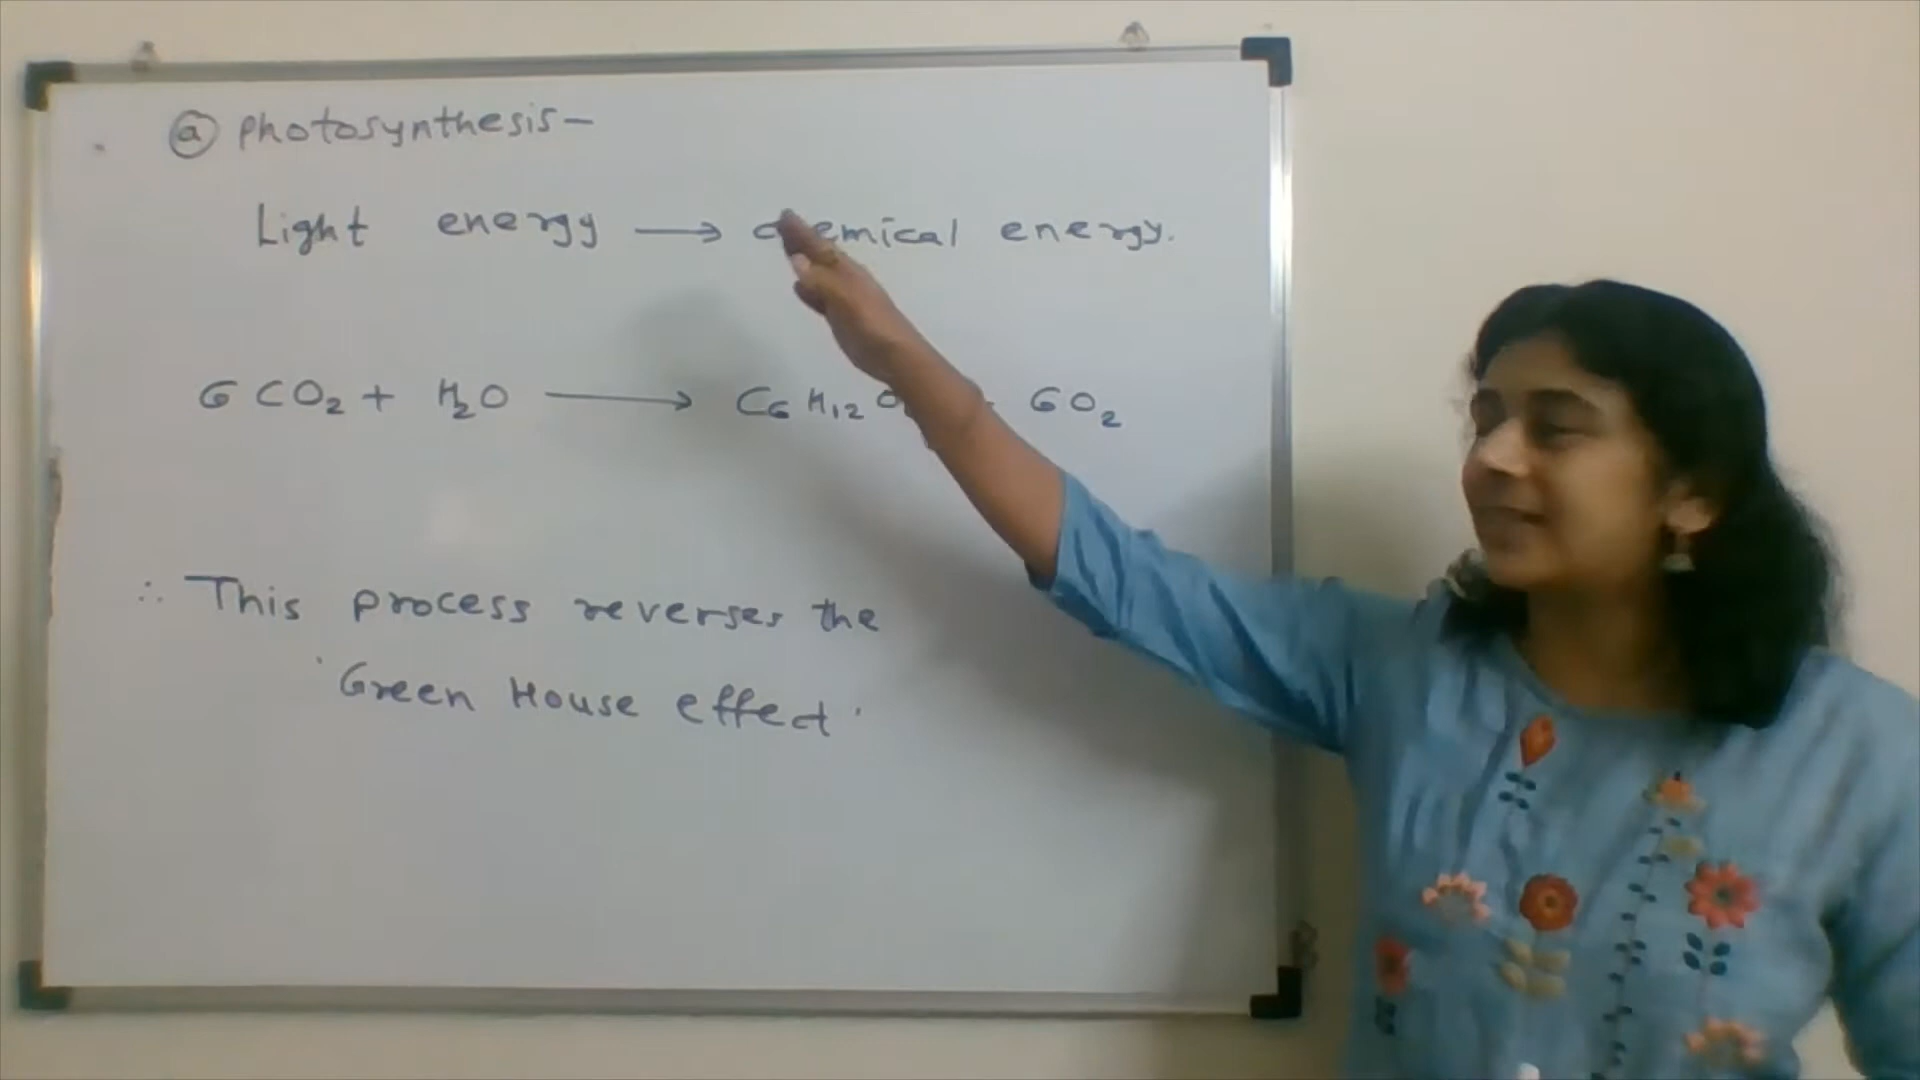 ⓐ Photosynthesis-
Light energy → chemical energy.
6 CO₂ + H₂O → C₆ H₁₂ O 6O₂
∴ This process reverses the
Green House effect.